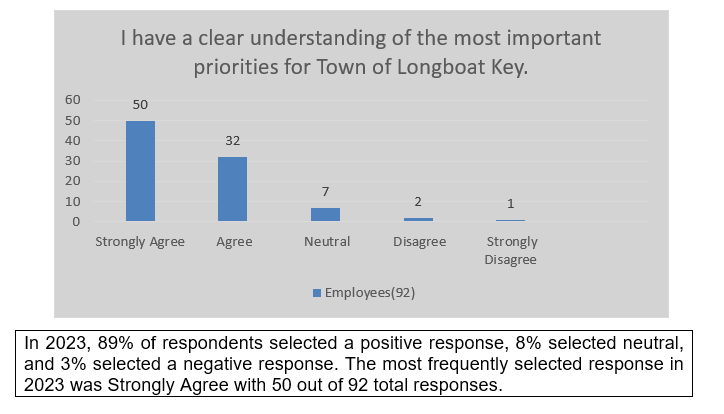 I have a clear understanding of the most important
priorities for Town of Longboat Key.
60
50
40
30
20
10
0
50
32
7
2
1
Strongly Agree
Agree
Neutral
Disagree
Strongly
Disagree
Employees(92)
In 2023, 89% of respondents selected a positive response, 8% selected neutral,
and 3% selected a negative response. The most frequently selected response in
2023 was Strongly Agree with 50 out of 92 total responses.